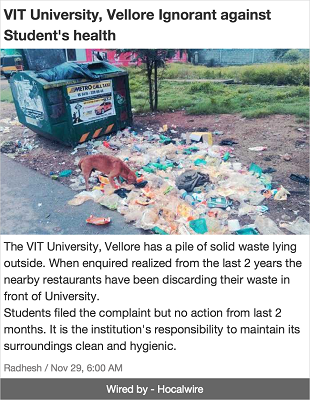 VIT University, Vellore Ignorant against
Student's health
METRO CALL TAXI
The VIT University, Vellore has a pile of solid waste lying
outside. When enquired realized from the last 2 years the
nearby restaurants have been discarding their waste in
front of University.
Students filed the complaint but no action from last 2
months. It is the institution's responsibility to maintain its
surroundings clean and hygienic.
Radhesh / Nov 29, 6:00 AM
Wired by - Hocalwire